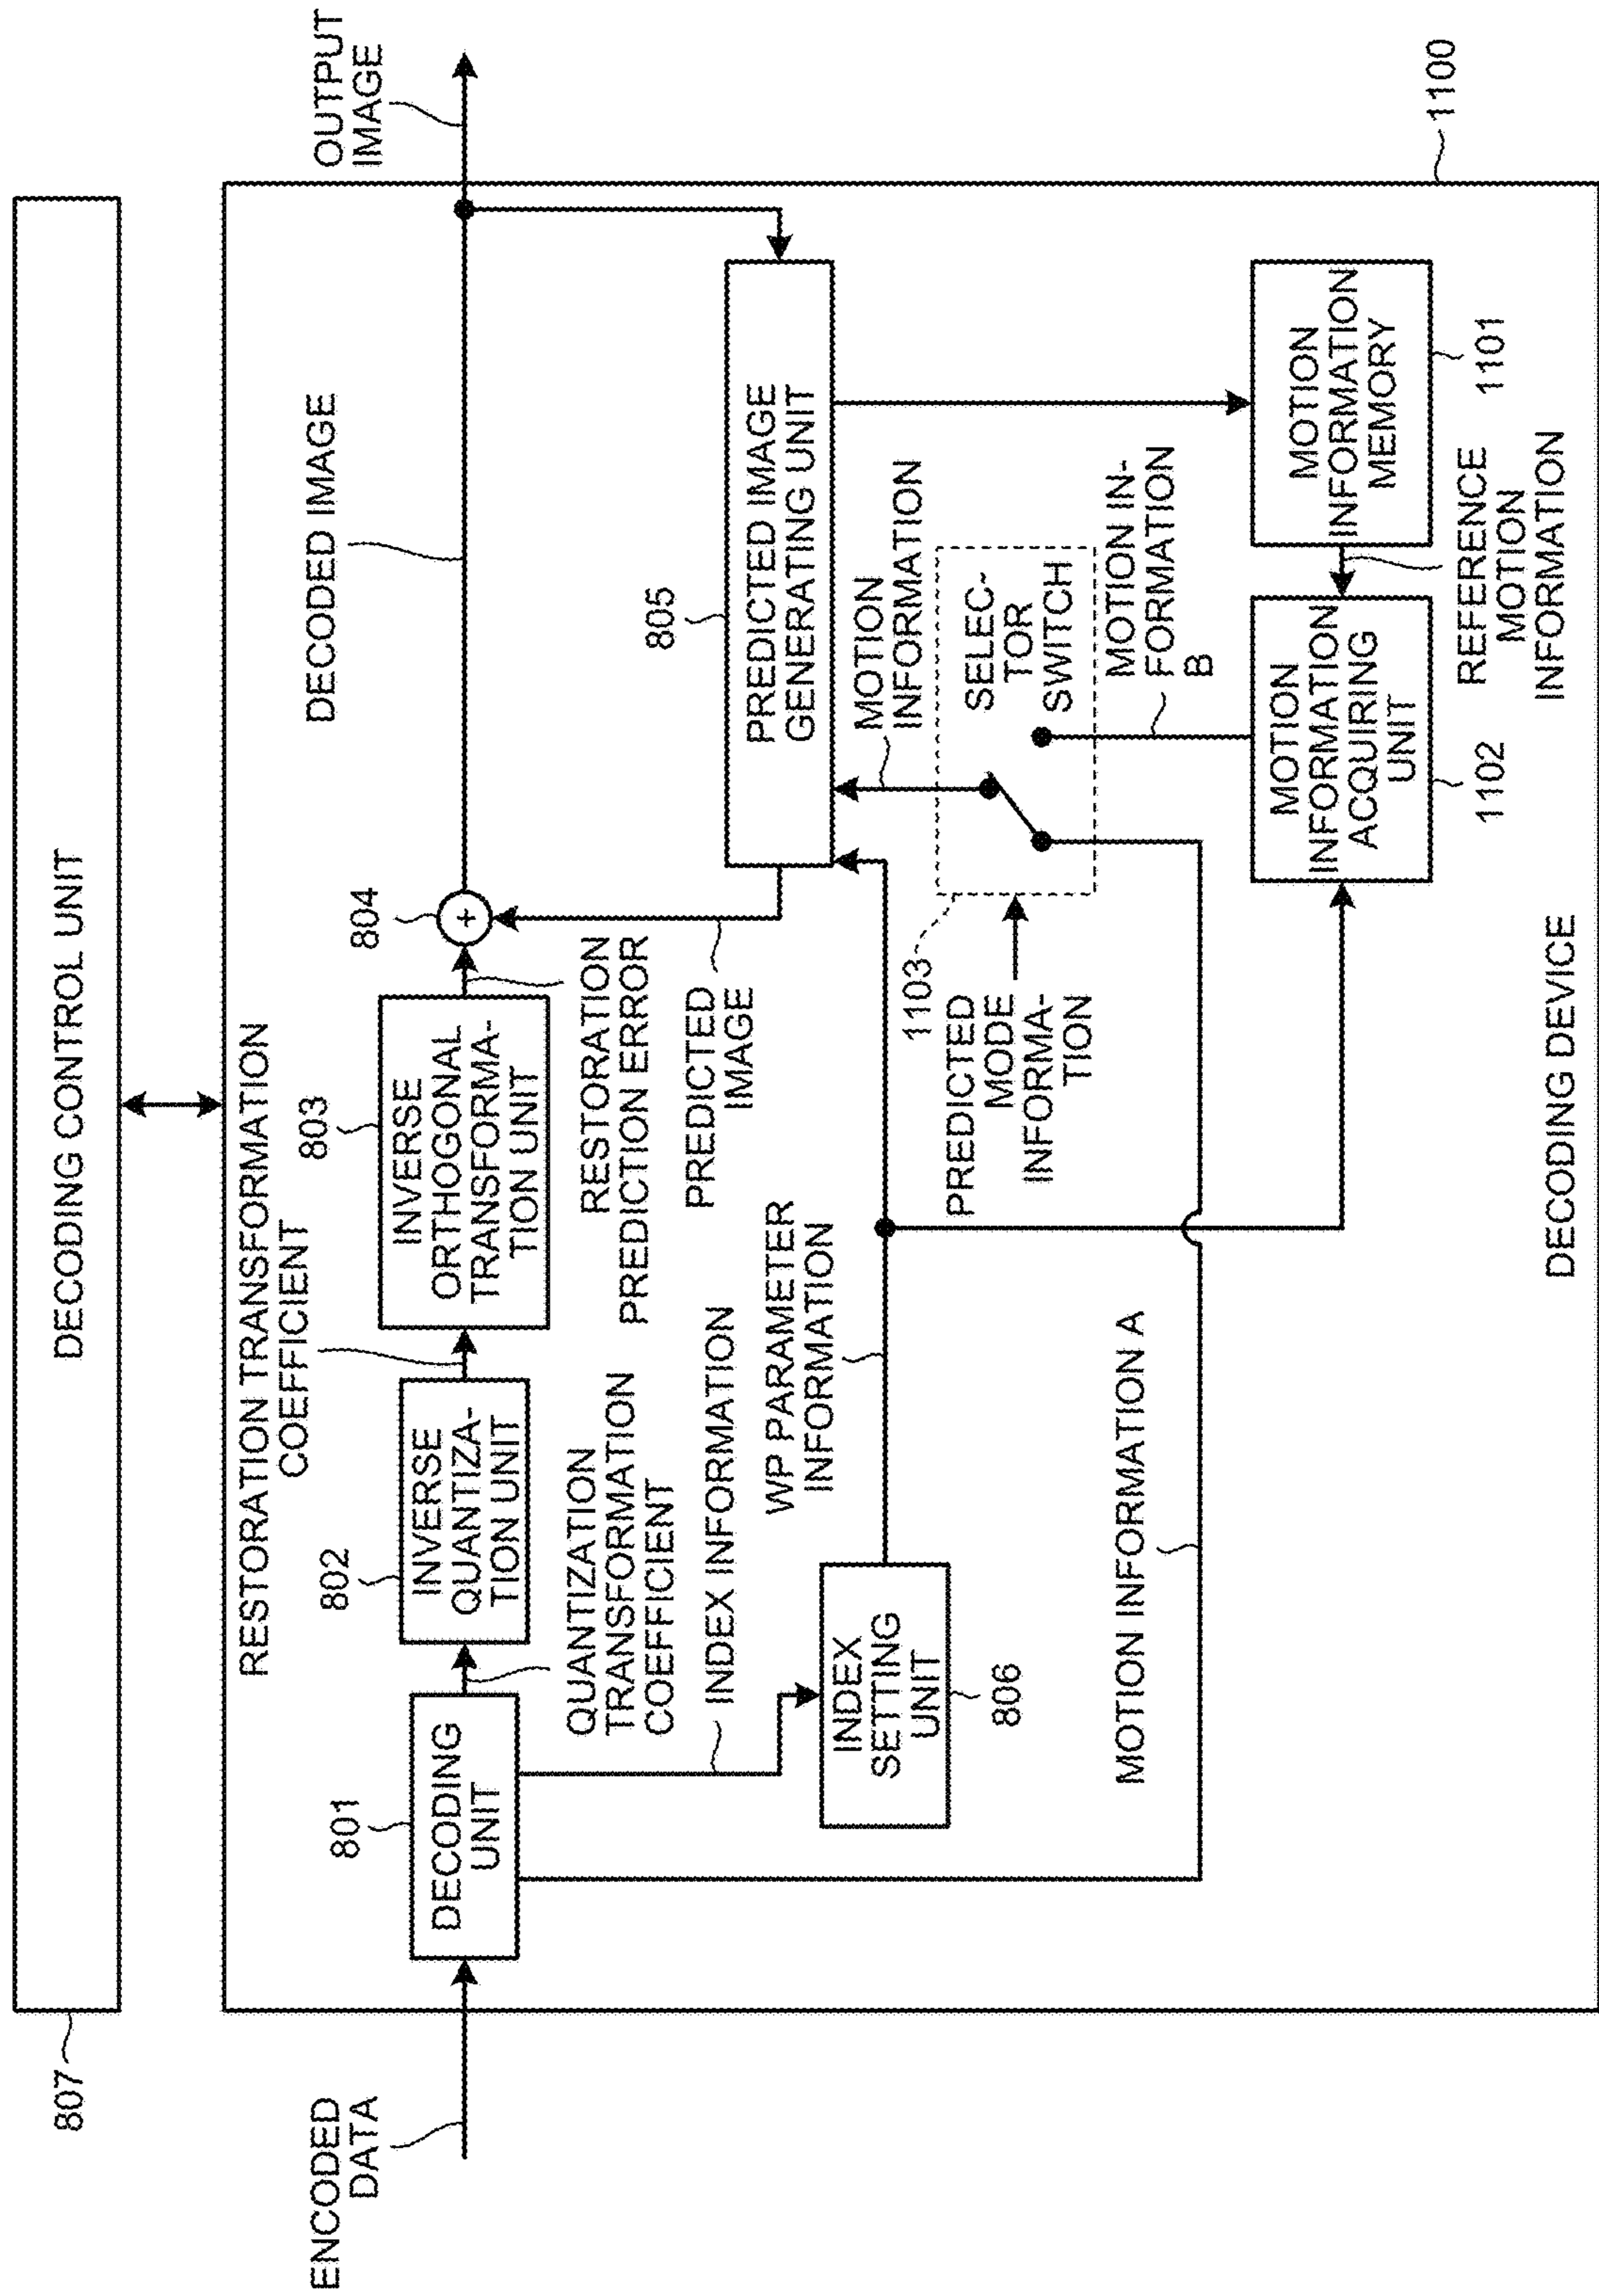 807
DECODING CONTROL UNIT
ENCODED
DATA
OUTPUT
IMAGE
RESTORATION TRANSFORMATION
COEFFICIENT
801
DECODING
UNIT
802
INVERSE
QUANTIZA-
TION UNIT
803
INVERSE
ORTHOGONAL
TRANSFORMA-
TION UNIT
804
+
DECODED IMAGE
QUANTIZATION
TRANSFORMATION
COEFFICIENT
RESTORATION
PREDICTION ERROR
PREDICTED
IMAGE
805
PREDICTED IMAGE
GENERATING UNIT
INDEX INFORMATION
WP PARAMETER
INFORMATION
INDEX
SETTING
UNIT
806
MOTION
INFORMATION
1103
SELEC-
TOR
SWITCH
PREDICTED
MODE
INFORMA-
TION
MOTION IN-
FORMATION
B
MOTION INFORMATION A
MOTION
INFORMATION
ACQUIRING
UNIT
1102
MOTION
INFORMATION
MEMORY
1101
REFERENCE
MOTION
INFORMATION
DECODING DEVICE
1100